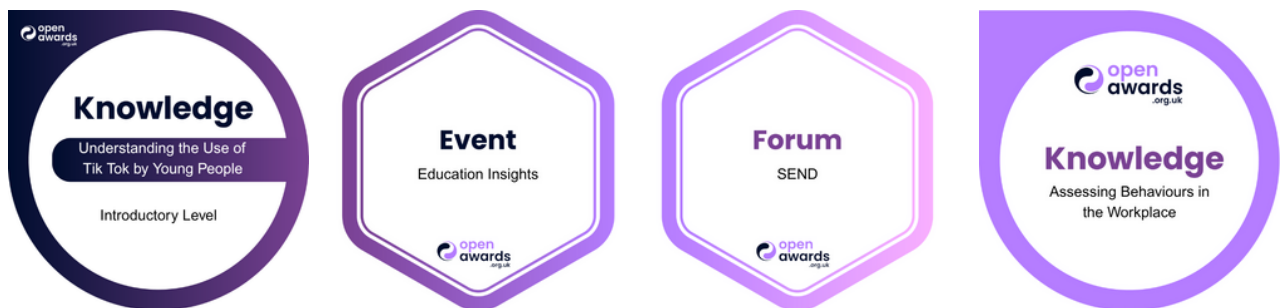 open
awards
.org.uk
Knowledge
Understanding the Use of
Tik Tok by Young People
Introductory Level
Event
Education Insights
open
awards
.org.uk
Forum
SEND
open
awards
.org.uk
open
awards
.org.uk
Knowledge
Assessing Behaviours in
the Workplace